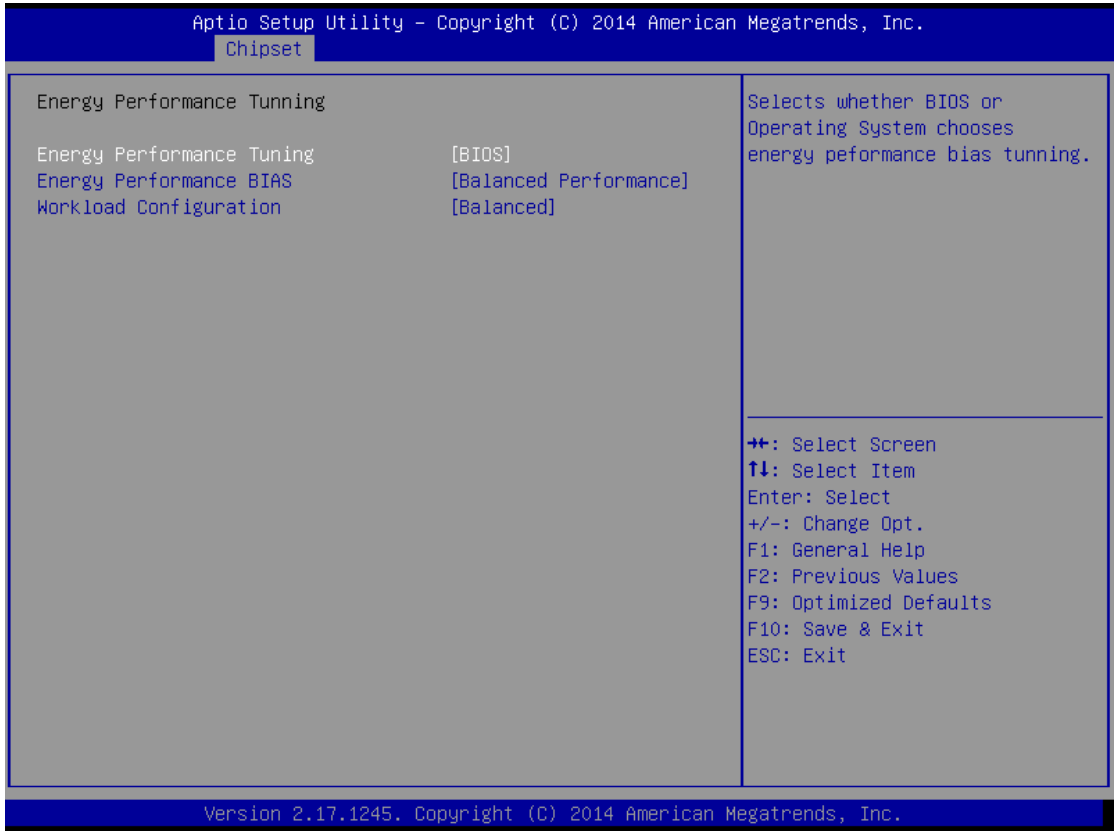 Aptio Setup Utility – Copyright (C) 2014 American Megatrends, Inc.
Chipset
Energy Performance Tunning
Energy Performance Tuning [BIOS]
Energy Performance BIAS [Balanced Performance]
Workload Configuration [Balanced]
Selects whether BIOS or
Operating System chooses
energy peformance bias tunning.
→←: Select Screen
↑↓: Select Item
Enter: Select
+/-: Change Opt.
F1: General Help
F2: Previous Values
F9: Optimized Defaults
F10: Save & Exit
ESC: Exit
Version 2.17.1245. Copyright (C) 2014 American Megatrends, Inc.